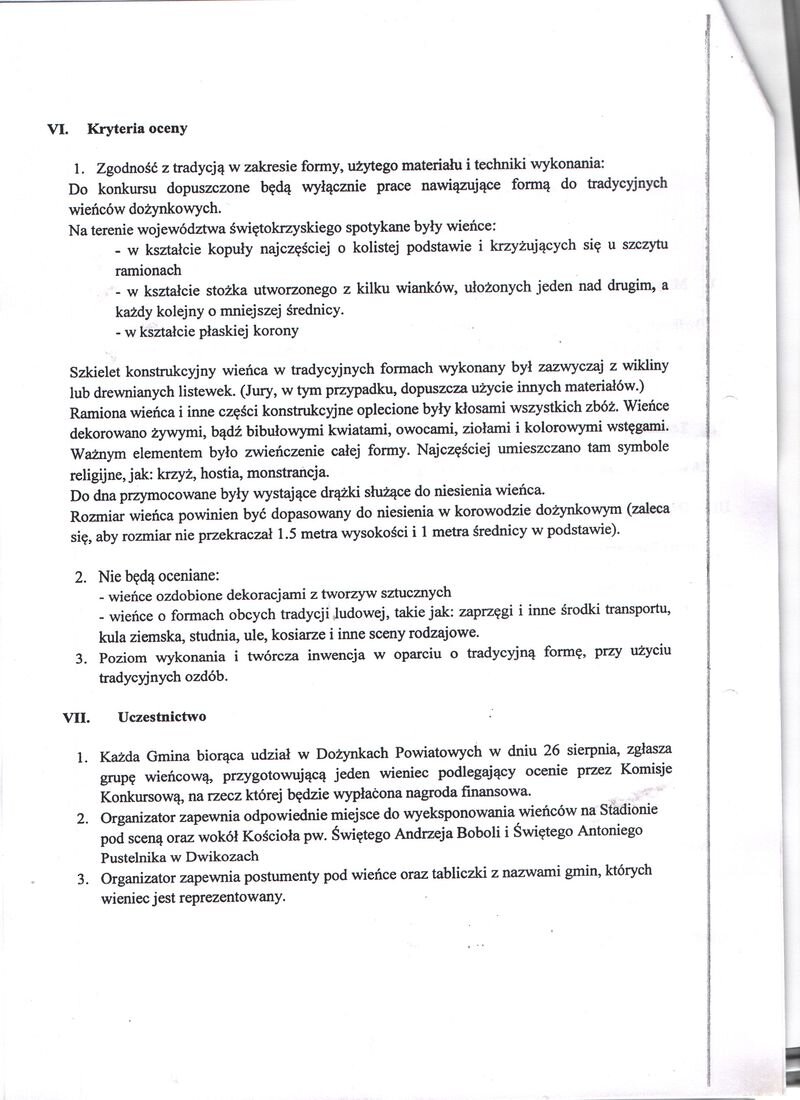 VI. Kryteria oceny
1. Zgodność z tradycją w zakresie formy, użytego materiału i techniki wykonania:
Do konkursu dopuszczone będą wyłącznie prace nawiązujące formą do tradycyjnych
wieńców dożynkowych.
Na terenie województwa świętokrzyskiego spotykane były wieńce:
- w kształcie kopuły najczęściej o kolistej podstawie i krzyżujących się u szczytu
ramionach
- w kształcie stożka utworzonego z kilku wianków, ułożonych jeden nad drugim, a
każdy kolejny o mniejszej średnicy.
- w kształcie płaskiej korony
Szkielet konstrukcyjny wieńca w tradycyjnych formach wykonany był zazwyczaj z wikliny
lub drewnianych listewek. (Jury, w tym przypadku, dopuszcza użycie innych materiałów.)
Ramiona wieńca i inne części konstrukcyjne oplecione były kłosami wszystkich zbóż. Wieńce
dekorowano żywymi, bądź bibułowymi kwiatami, owocami, ziołami i kolorowymi wstęgami.
Ważnym elementem było zwieńczenie całej formy. Najczęściej umieszczano tam symbole
religijne, jak: krzyż, hostia, monstrancja.
Do dna przymocowane były wystające drążki służące do niesienia wieńca.
Rozmiar wieńca powinien być dopasowany do niesienia w korowodzie dożynkowym (zaleca
się, aby rozmiar nie przekraczał 1.5 metra wysokości i 1 metra średnicy w podstawie).
2. Nie będą oceniane:
- wieńce ozdobione dekoracjami z tworzyw sztucznych
- wieńce o formach obcych tradycji ludowej, takie jak: zaprzęgi i inne środki transportu,
kula ziemska, studnia, ule, kosiarze i inne sceny rodzajowe.
3. Poziom wykonania i twórcza inwencja w oparciu o tradycyjną formę, przy użyciu
tradycyjnych ozdób.
VII. Uczestnictwo
1. Każda Gmina biorąca udział w Dożynkach Powiatowych w dniu 26 sierpnia, zgłasza
grupę wieńcową, przygotowującą jeden wieniec podlegający ocenie przez Komisje
Konkursową, na rzecz której będzie wypłacona nagroda finansowa.
2. Organizator zapewnia odpowiednie miejsce do wyeksponowania wieńców na Stadionie
pod sceną oraz wokół Kościoła pw. Świętego Andrzeja Boboli i Świętego Antoniego
Pustelnika w Dwikozach
3. Organizator zapewnia postumenty pod wieńce oraz tabliczki z nazwami gmin, których
wieniec jest reprezentowany.